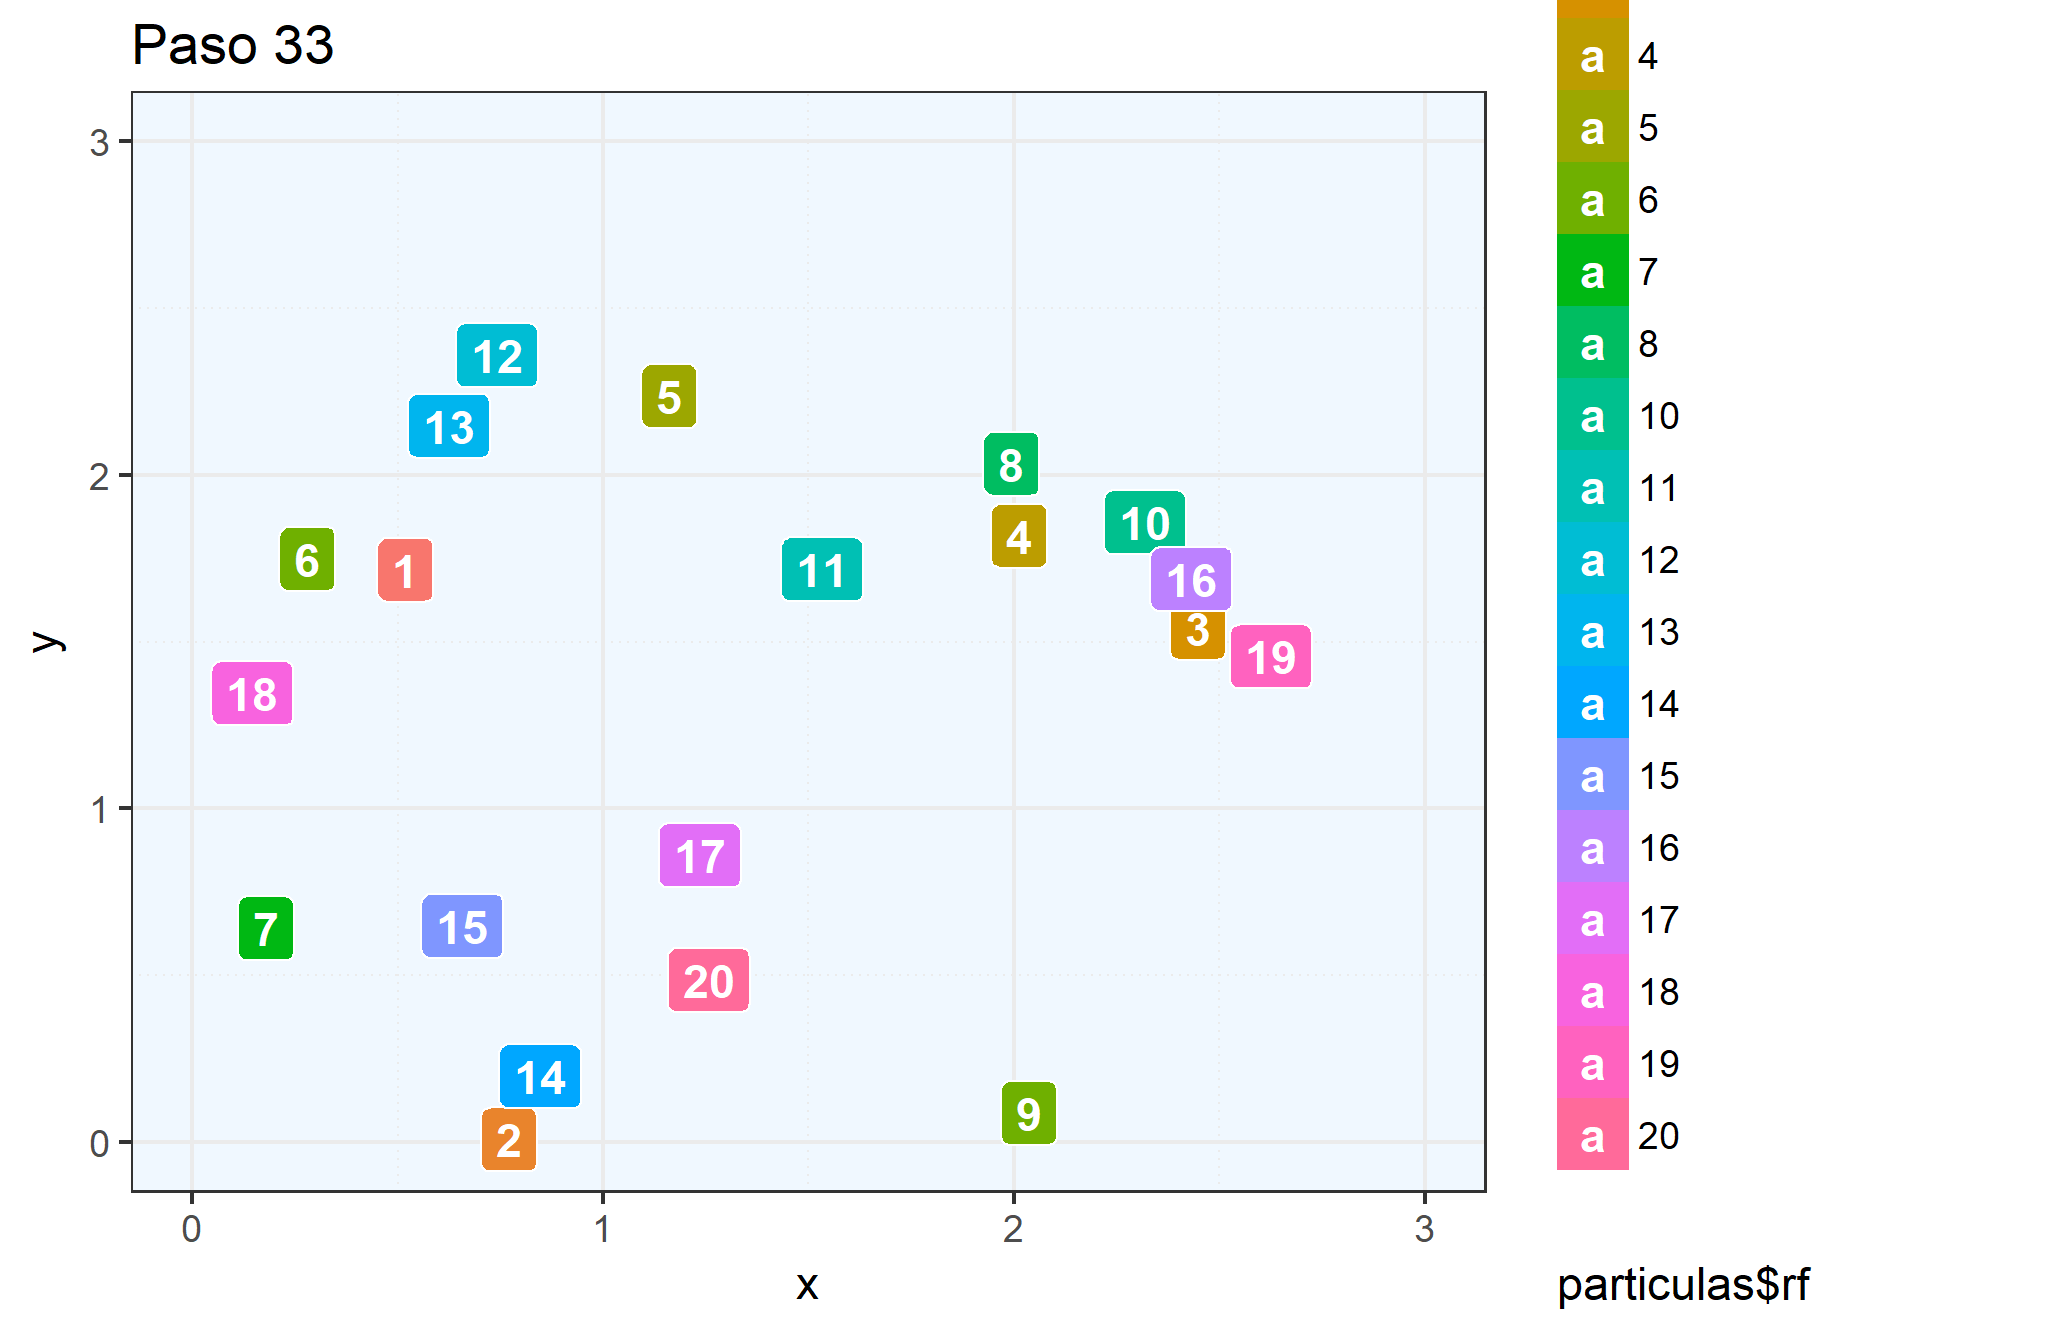 Paso 33
3
2
1
0
y
12
5
13
8
10
4
6
1
11
16
3
19
18
17
7
15
20
14
9
2
0 1 2 3
x
a 4
a 5
a 6
a 7
a 8
a 10
a 11
a 12
a 13
a 14
a 15
a 16
a 17
a 18
a 19
a 20
particulas$rf